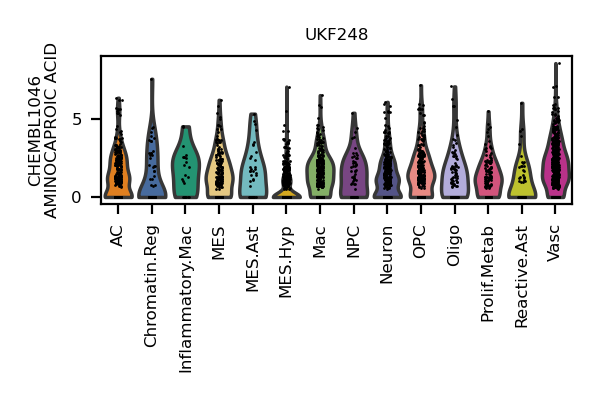 UKF248
CHEMBL1046
AMINOCAPROIC ACID
5
0
AC
Chromatin.Reg
Inflammatory.Mac
MES
MES.Ast
MES.Hyp
Mac
NPC
Neuron
OPC
Oligo
Prolif.Metab
Reactive.Ast
Vasc